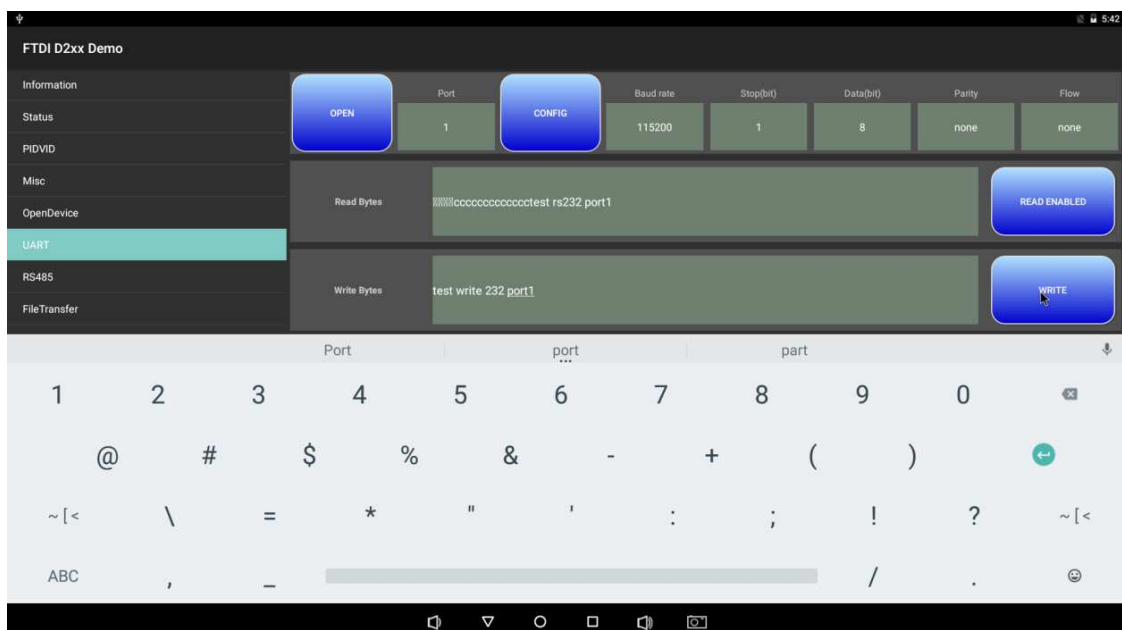 5:42
FTDI D2xx Demo
Information
Status
PIDVID
Misc
OpenDevice
UART
RS485
FileTransfer
OPEN
Port
1
CONFIG
Baud rate
115200
Stop(bit)
1
Data(bit)
8
Parity
none
Flow
none
Read Bytes
cccccccccccccctest rs232 port1
READ ENABLED
Write Bytes
test write 232 port1
WRITE
Port port part
1 2 3 4 5 6 7 8 9 0
@ # $ % & - + ( )
~ [ < \ = * " ' : ; ! ? ~ [ <
ABC , _ / .